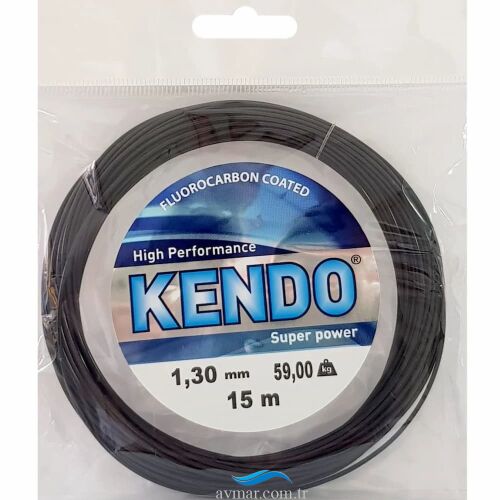 FLUOROCARBON COATED
High Performance
KENDO®
Super power
1,30 mm 59,00 kg
15 m
avmar.com.tr